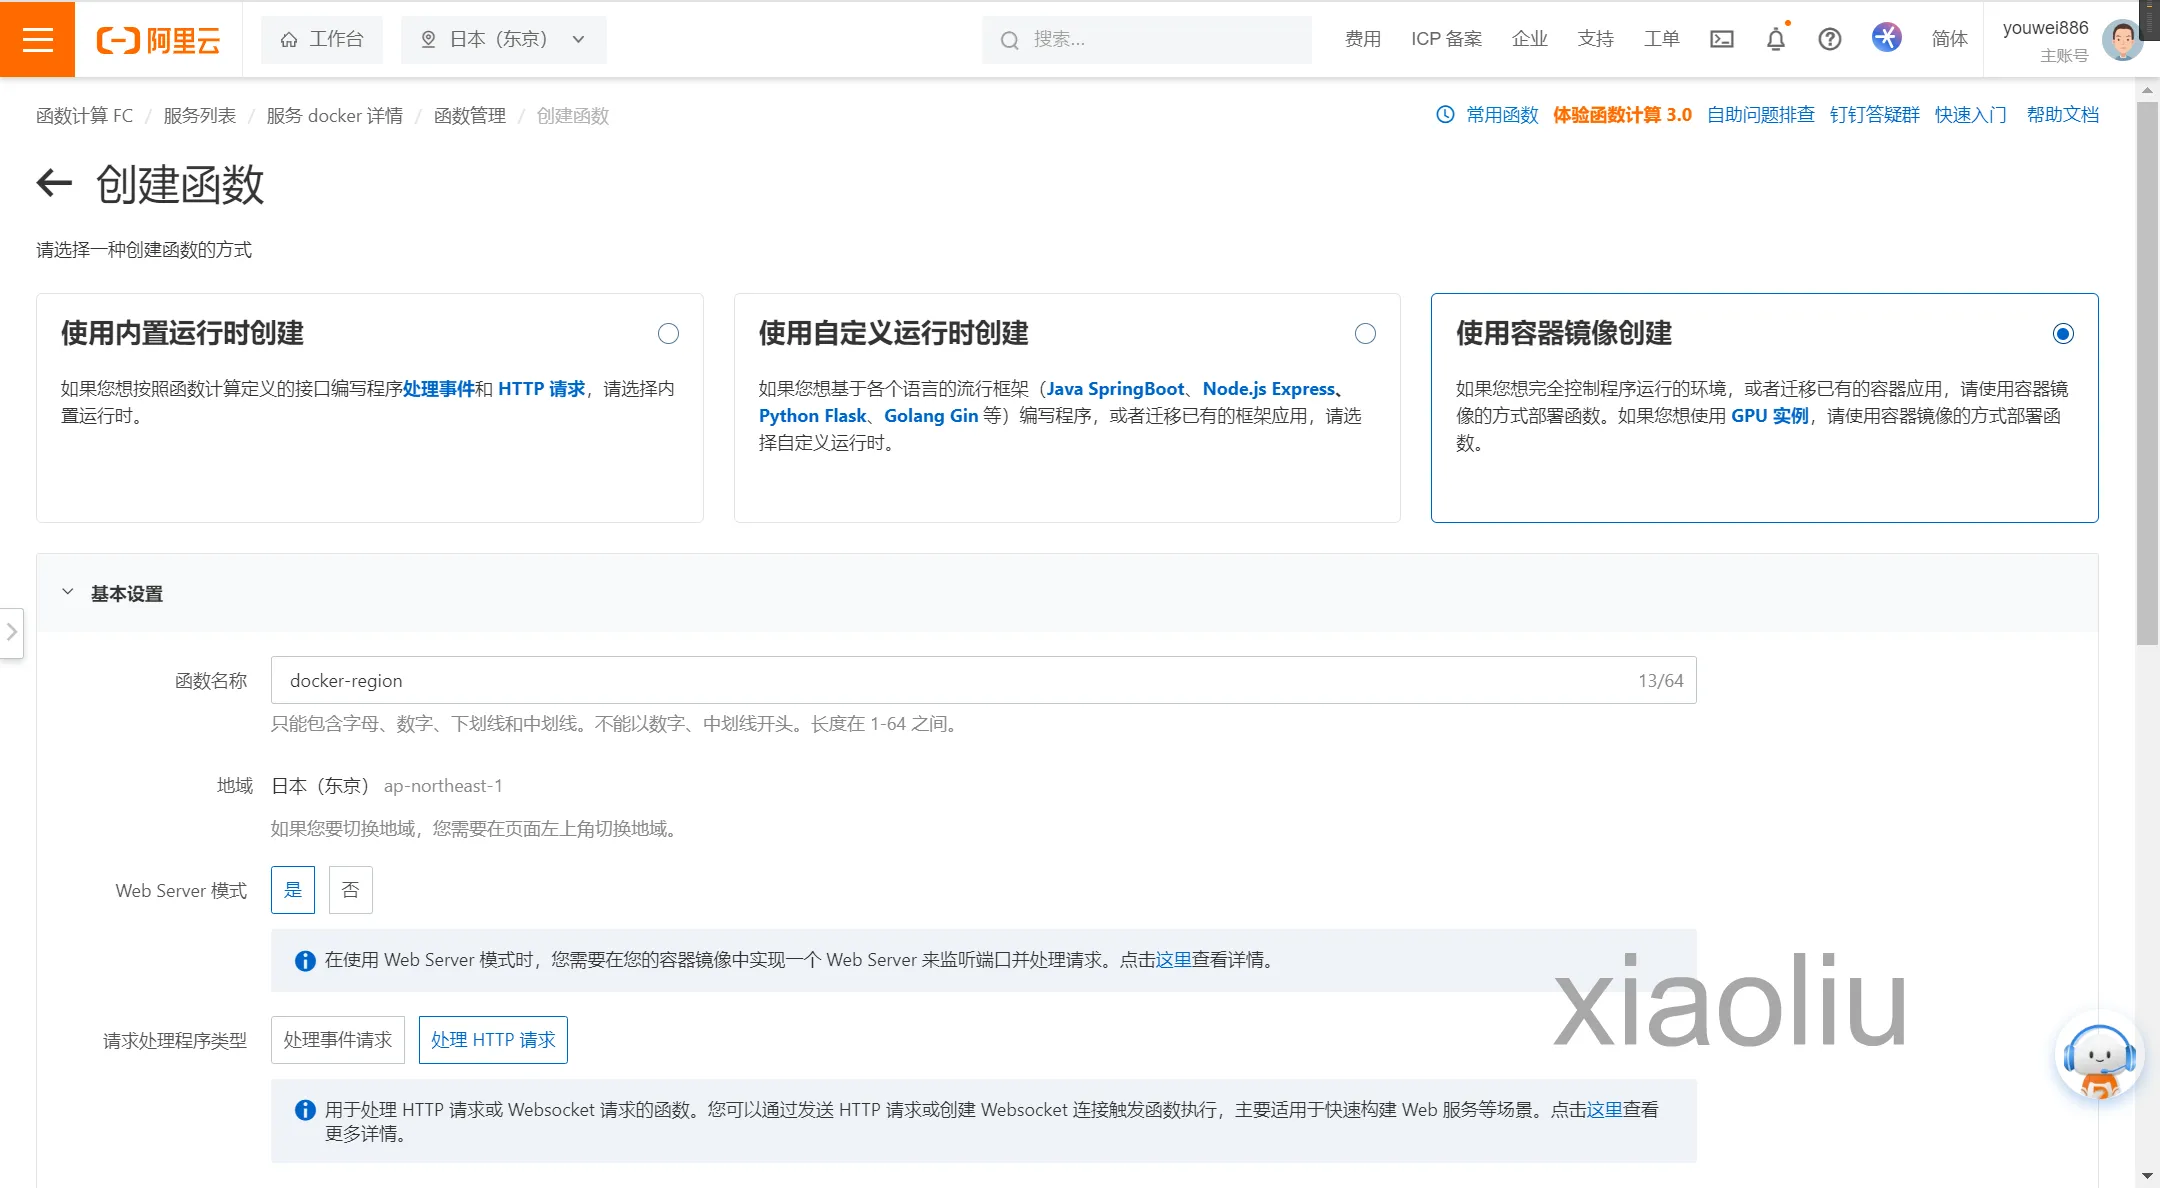 阿里云
工作台
日本（东京）
搜索...
费用
ICP 备案
企业
支持
工单
简体
youwei886
主账号
函数计算 FC / 服务列表 / 服务 docker 详情 / 函数管理 / 创建函数
常用函数
体验函数计算 3.0
自助问题排查
钉钉答疑群
快速入门
帮助文档
创建函数
请选择一种创建函数的方式
使用内置运行时创建
如果您想按照函数计算定义的接口编写程序处理事件和 HTTP 请求，请选择内
置运行时。
使用自定义运行时创建
如果您想基于各个语言的流行框架（Java SpringBoot、Node.js Express、
Python Flask、Golang Gin 等）编写程序，或者迁移已有的框架应用，请选
择自定义运行时。
使用容器镜像创建
如果您想完全控制程序运行的环境，或者迁移已有的容器应用，请使用容器镜
像的方式部署函数。如果您想使用 GPU 实例，请使用容器镜像的方式部署函
数。
基本设置
函数名称
docker-region
13/64
只能包含字母、数字、下划线和中划线。不能以数字、中划线开头。长度在 1-64 之间。
地域
日本（东京） ap-northeast-1
如果您要切换地域，您需要在页面左上角切换地域。
Web Server 模式
是
否
在使用 Web Server 模式时，您需要在您的容器镜像中实现一个 Web Server 来监听端口并处理请求。点击这里查看详情。
xiaoliu
请求处理程序类型
处理事件请求
处理 HTTP 请求
用于处理 HTTP 请求或 Websocket 请求的函数。您可以通过发送 HTTP 请求或创建 Websocket 连接触发函数执行，主要适用于快速构建 Web 服务等场景。点击这里查看
更多详情。